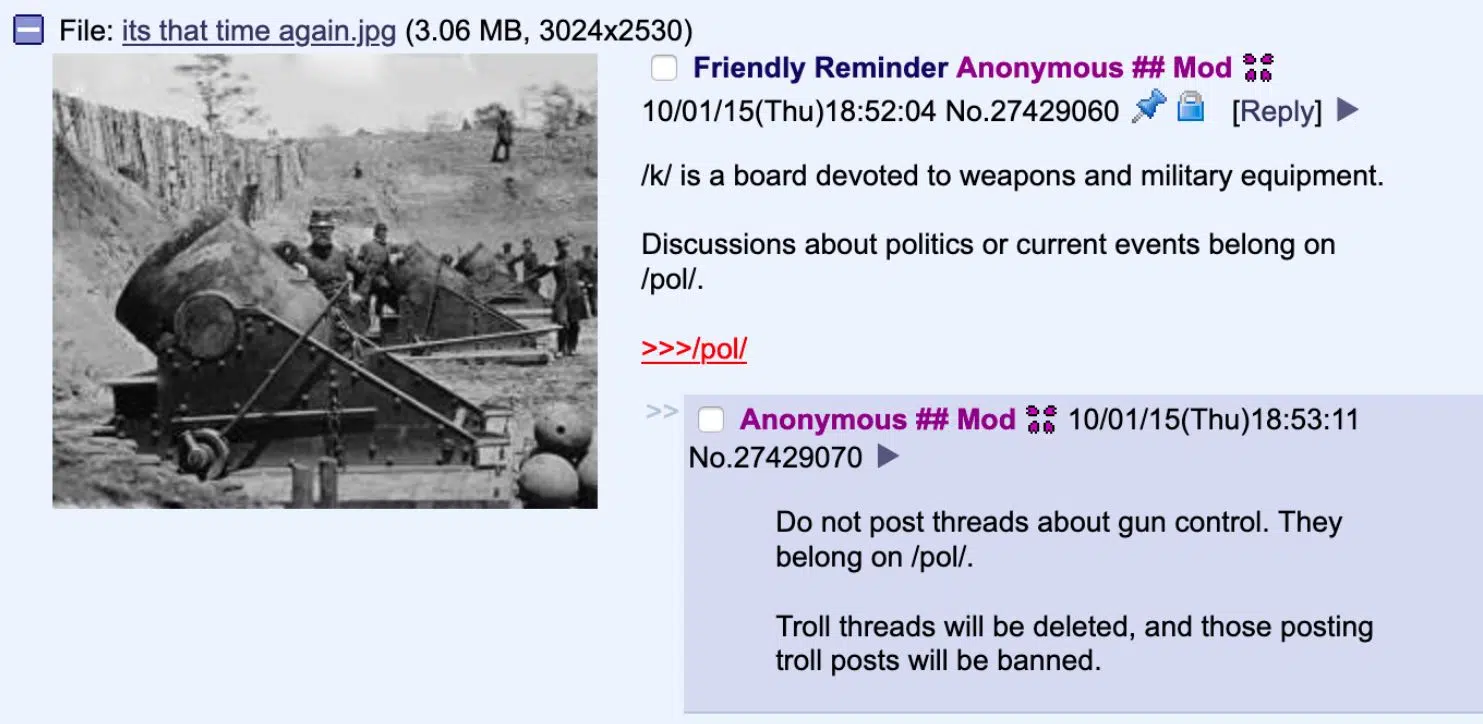 File: its that time again.jpg (3.06 MB, 3024x2530)
Friendly Reminder Anonymous ## Mod
10/01/15(Thu)18:52:04 No.27429060 [Reply] ▶
/k/ is a board devoted to weapons and military equipment.
Discussions about politics or current events belong on
/pol/.
>>>/pol/
>> Anonymous ## Mod 10/01/15(Thu)18:53:11
No.27429070 ▶
Do not post threads about gun control. They
belong on /pol/.
Troll threads will be deleted, and those posting
troll posts will be banned.